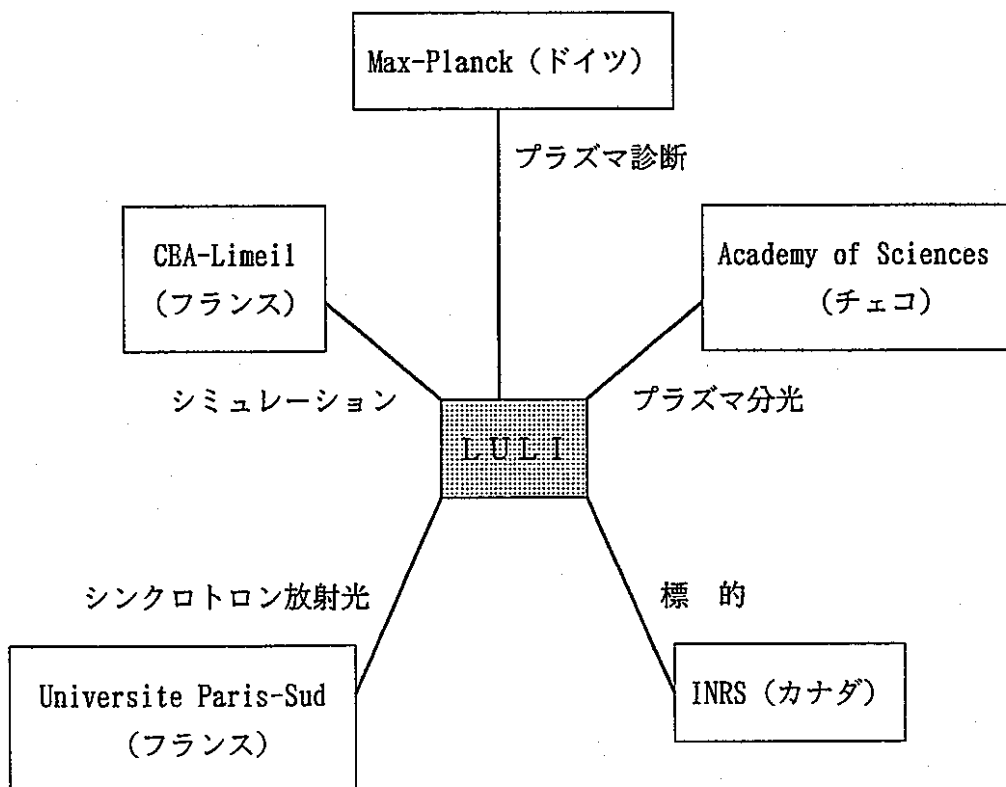 Max-Planck（ドイツ）
プラズマ診断
CEA-Limeil
（フランス）
Academy of Sciences
（チェコ）
シミュレーション
プラズマ分光
LULI
シンクロトロン放射光
標　的
Universite Paris-Sud
（フランス）
INRS（カナダ）